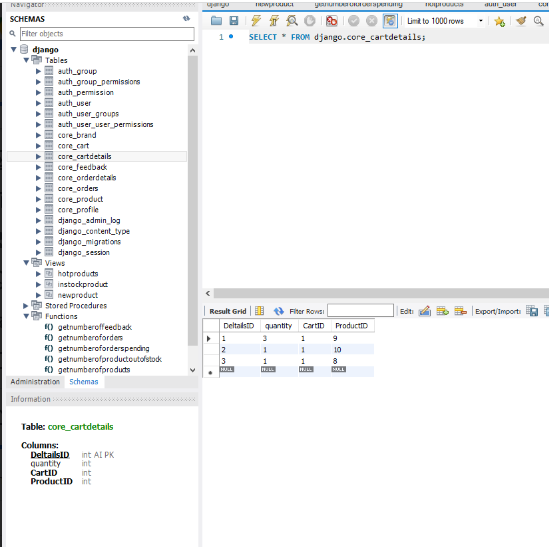 Navigator
SCHEMAS
Filter objects
django
Tables
auth_group
auth_group_permissions
auth_permission
auth_user
auth_user_groups
auth_user_user_permissions
core_brand
core_cart
core_cartdetails
core_feedback
core_orderdetails
core_orders
core_product
core_profile
django_admin_log
django_content_type
django_migrations
django_session
Views
hotproducts
instockproduct
newproduct
Stored Procedures
Functions
f() getnumberoffeedback
f() getnumberoforders
f() getnumberoforderspending
f() getnumberofproductoutofstock
f() getnumberofproducts
Administration Schemas
Information
Table: core_cartdetails
Columns:
DeltailsID int AI PK
quantity int
CartID int
ProductID int
django newproduct getnumberoforderspending hotproducts auth_user
Limit to 1000 rows
1 SELECT * FROM django.core_cartdetails;
Result Grid Filter Rows: Edit: Export/Import:
DeltailsID quantity CartID ProductID
1 3 1 9
2 1 1 10
3 1 1 8
NULL NULL NULL NULL